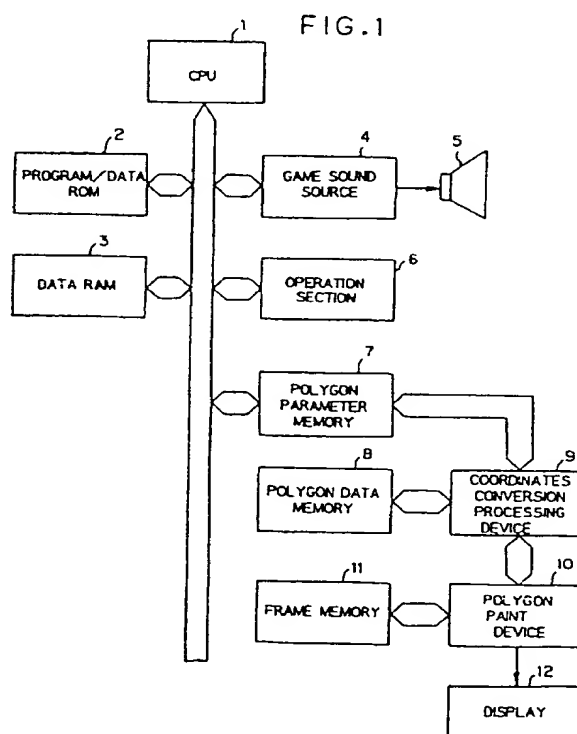 FIG.1
1
CPU
2
PROGRAM/DATA
ROM
4
GAME SOUND
SOURCE
5
3
DATA RAM
6
OPERATION
SECTION
7
POLYGON
PARAMETER
MEMORY
8
POLYGON DATA
MEMORY
9
COORDINATES
CONVERSION
PROCESSING
DEVICE
11
FRAME MEMORY
10
POLYGON
PAINT
DEVICE
12
DISPLAY